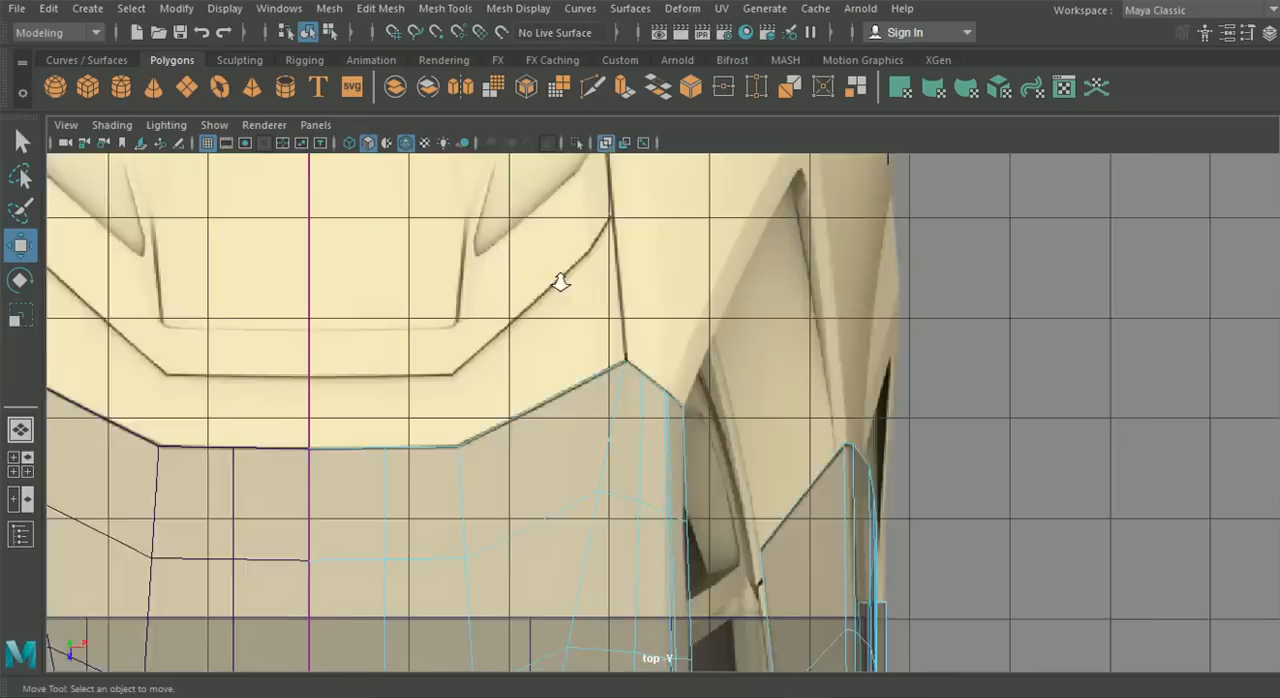 File Edit Create Select Modify Display Windows Mesh Edit Mesh Mesh Tools Mesh Display Curves Surfaces Deform UV Generate Cache Arnold Help Workspace : Maya Classic
Modeling No Live Surface Sign In
Curves / Surfaces Polygons Sculpting Rigging Animation Rendering FX FX Caching Custom Arnold Bifrost MASH Motion Graphics XGen
T SVG
View Shading Lighting Show Renderer Panels
top -Y
Move Tool: Select an object to move.